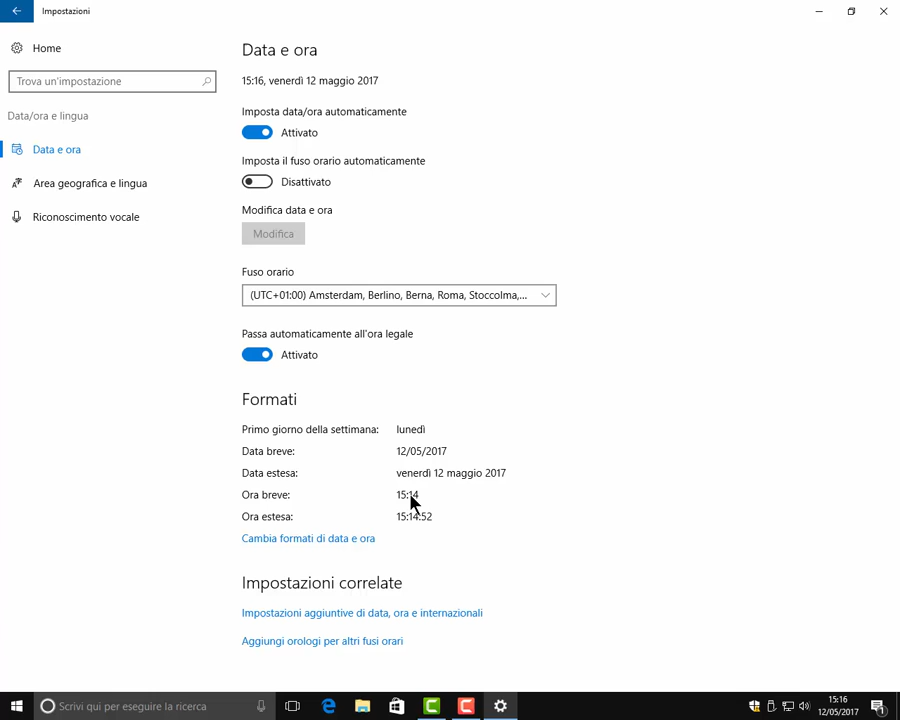 Impostazioni
Home
Trova un'impostazione
Data/ora e lingua
Data e ora
Area geografica e lingua
Riconoscimento vocale
Data e ora
15:16, venerdì 12 maggio 2017
Imposta data/ora automaticamente
Attivato
Imposta il fuso orario automaticamente
Disattivato
Modifica data e ora
Modifica
Fuso orario
(UTC+01:00) Amsterdam, Berlino, Berna, Roma, Stoccolma,...
Passa automaticamente all'ora legale
Attivato
Formati
Primo giorno della settimana: lunedì
Data breve: 12/05/2017
Data estesa: venerdì 12 maggio 2017
Ora breve: 15:14
Ora estesa: 15:14:52
Cambia formati di data e ora
Impostazioni correlate
Impostazioni aggiuntive di data, ora e internazionali
Aggiungi orologi per altri fusi orari
Scrivi qui per eseguire la ricerca
15:16
12/05/2017
1